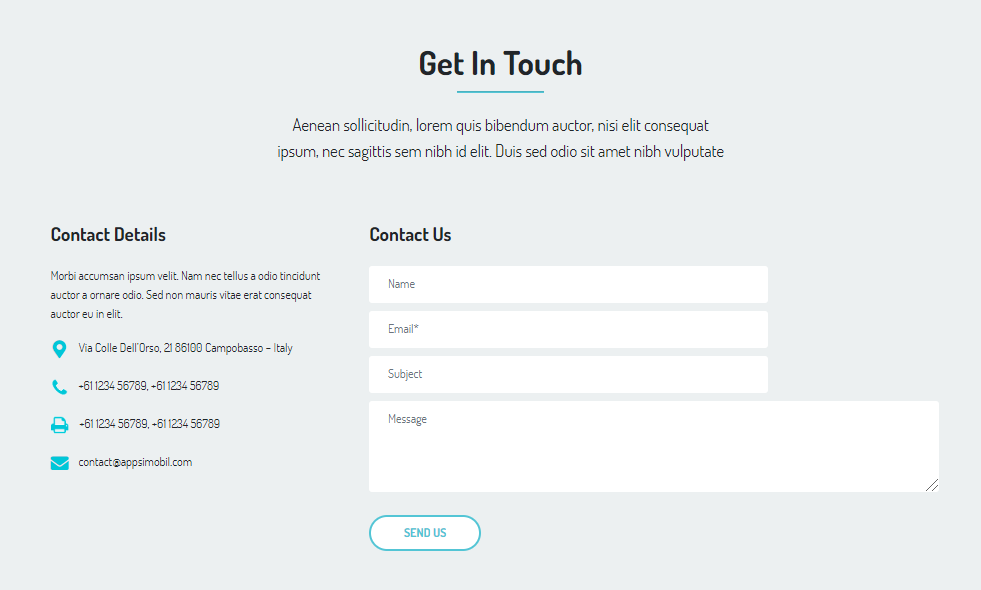 Get In Touch
Aenean sollicitudin, lorem quis bibendum auctor, nisi elit consequat
ipsum, nec sagittis sem nibh id elit. Duis sed odio sit amet nibh vulputate
Contact Details
Morbi accumsan ipsum velit. Nam nec tellus a odio tincidunt
auctor a ornare odio. Sed non mauris vitae erat consequat
auctor eu in elit.
Via Colle Dell'Orso, 21 86100 Campobasso – Italy
+61 1234 56789, +61 1234 56789
+61 1234 56789, +61 1234 56789
contact@appsimobil.com
Contact Us
Name
Email*
Subject
Message
SEND US